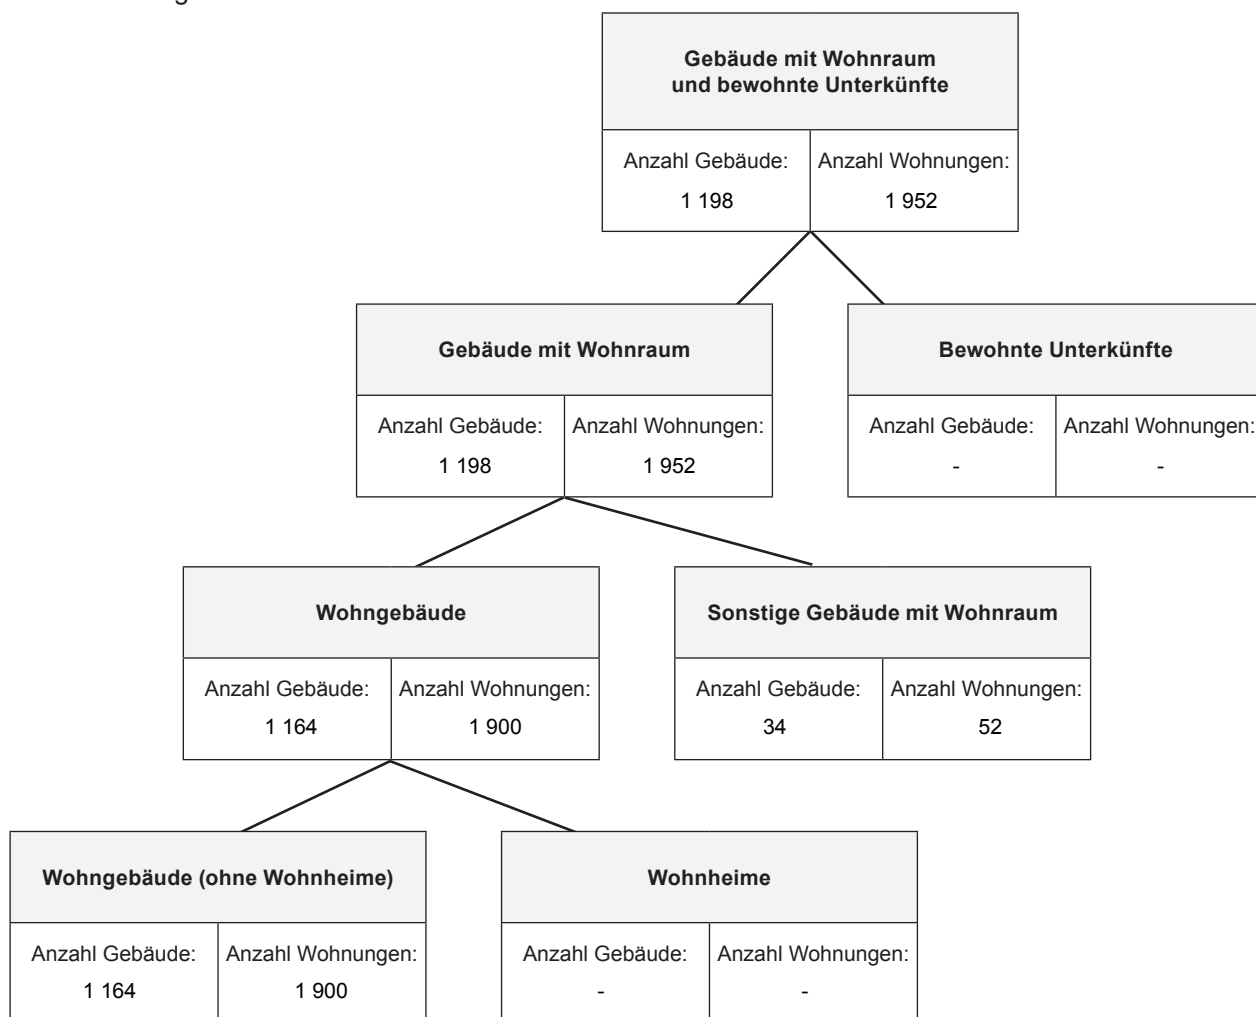 Gebäude mit Wohnraum
und bewohnte Unterkünfte
Anzahl Gebäude: Anzahl Wohnungen:
1 198 1 952
Gebäude mit Wohnraum
Anzahl Gebäude: Anzahl Wohnungen:
1 198 1 952
Bewohnte Unterkünfte
Anzahl Gebäude: Anzahl Wohnungen:
- -
Wohngebäude
Anzahl Gebäude: Anzahl Wohnungen:
1 164 1 900
Sonstige Gebäude mit Wohnraum
Anzahl Gebäude: Anzahl Wohnungen:
34 52
Wohngebäude (ohne Wohnheime)
Anzahl Gebäude: Anzahl Wohnungen:
1 164 1 900
Wohnheime
Anzahl Gebäude: Anzahl Wohnungen:
- -